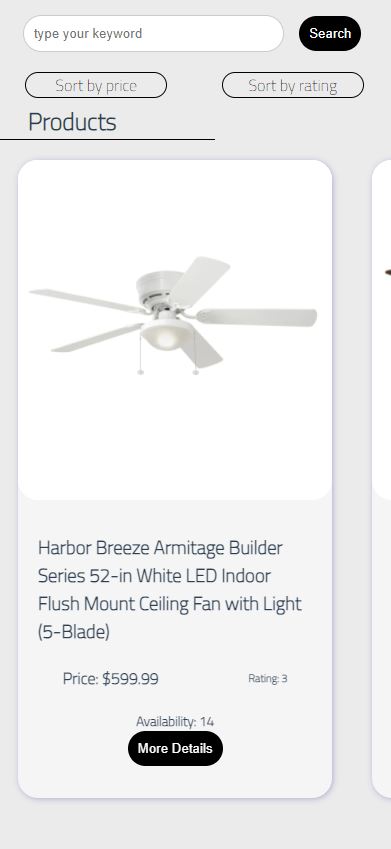 type your keyword
Search
Sort by price
Sort by rating
Products
Harbor Breeze Armitage Builder
Series 52-in White LED Indoor
Flush Mount Ceiling Fan with Light
(5-Blade)
Price: $599.99
Rating: 3
Availability: 14
More Details